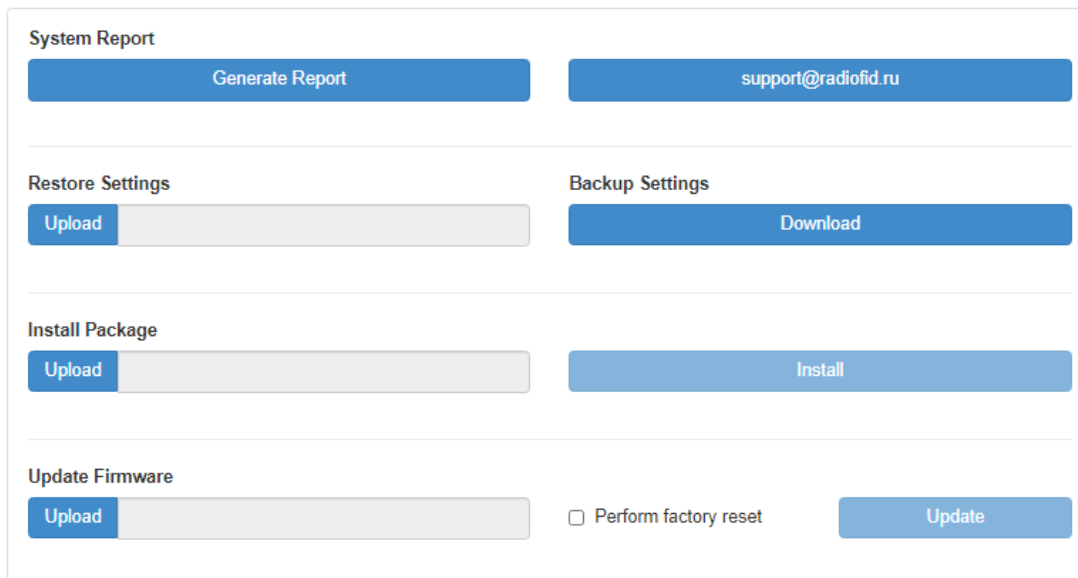 System Report
Generate Report support@radiofid.ru
Restore Settings Backup Settings
Upload Download
Install Package
Upload Install
Update Firmware
Upload Perform factory reset Update